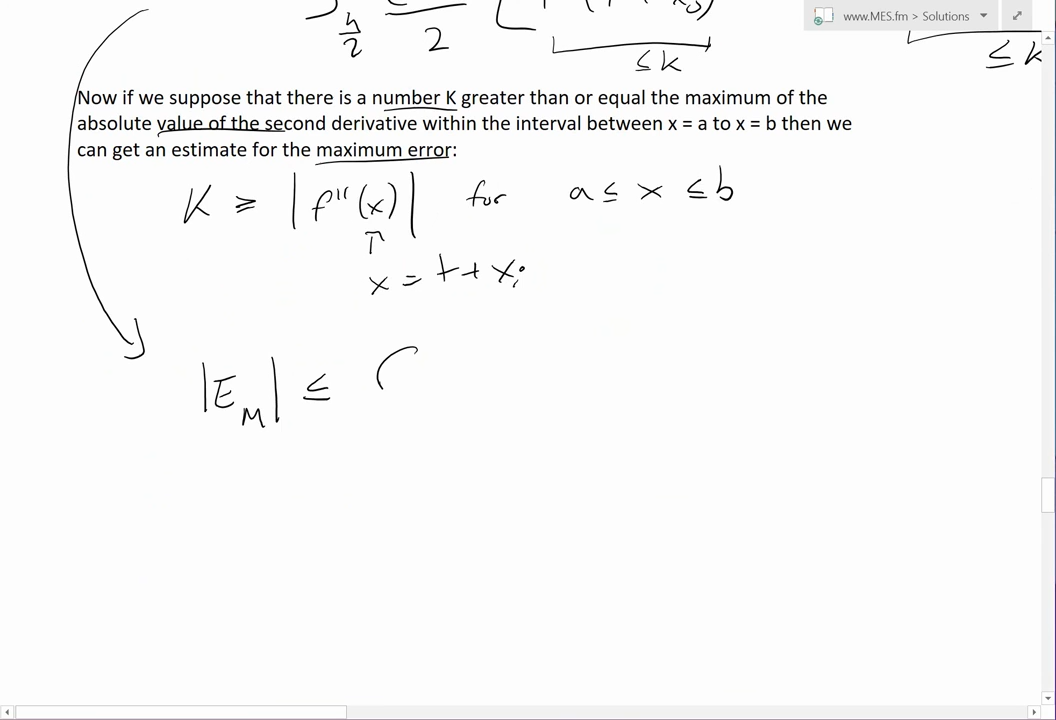 www.MES.fm > Solutions
h/2 2
≤ K ≤ K
Now if we suppose that there is a number K greater than or equal the maximum of the
absolute value of the second derivative within the interval between x = a to x = b then we
can get an estimate for the maximum error:
K ≥ |f''(x)| for a ≤ x ≤ b
x = t + xᵢ
|E_M| ≤ (